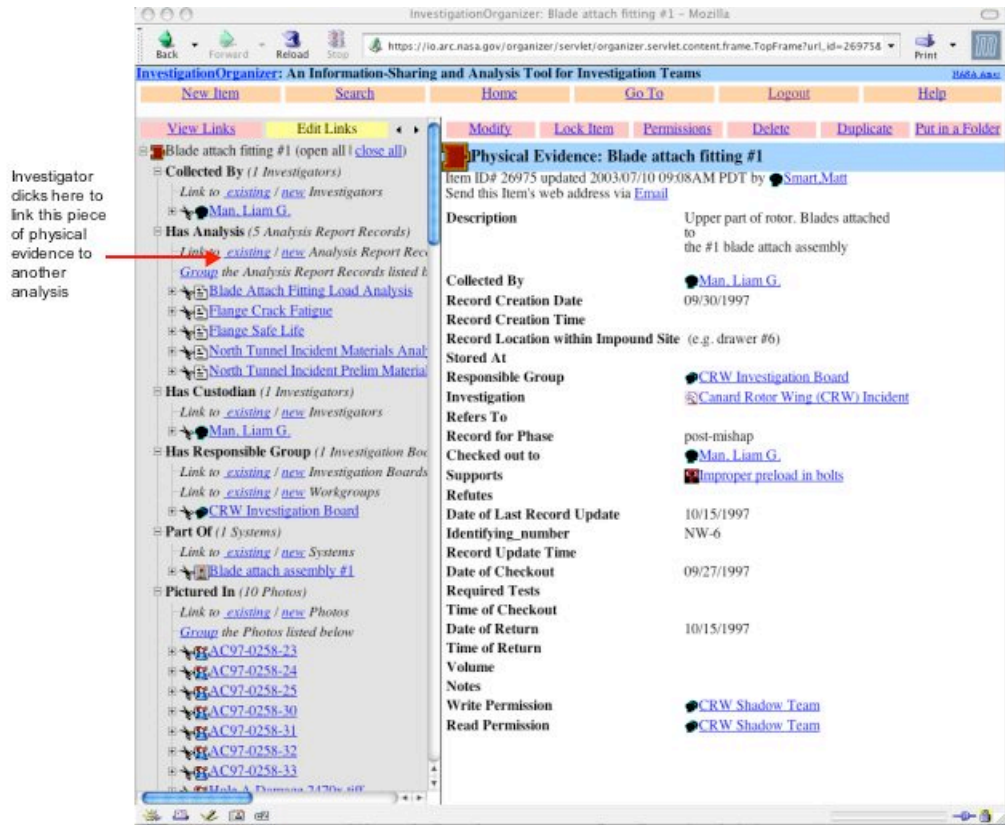 InvestigationOrganizer: Blade attach fitting #1 – Mozilla
Back Forward Reload Stop https://io.arc.nasa.gov/organizer/servlet/organizer.servlet.content.frame.TopFrame?url_id=26975& Print
InvestigationOrganizer: An Information-Sharing and Analysis Tool for Investigation Teams
New Item Search Home Go To Logout Help
View Links Edit Links
Blade attach fitting #1 (open all | close all)
Collected By (1 Investigators)
Link to existing / new Investigators
Man, Liam G.
Has Analysis (5 Analysis Report Records)
Link to existing / new Analysis Report Rec
Group the Analysis Report Records listed b
Blade Attach Fitting Load Analysis
Flange Crack Fatigue
Flange Safe Life
North Tunnel Incident Materials Anal
North Tunnel Incident Prelim Material
Has Custodian (1 Investigators)
Link to existing / new Investigators
Man, Liam G.
Has Responsible Group (1 Investigation Boa
Link to existing / new Investigation Boards
Link to existing / new Workgroups
CRW Investigation Board
Part Of (1 Systems)
Link to existing / new Systems
Blade attach assembly #1
Pictured In (10 Photos)
Link to existing / new Photos
Group the Photos listed below
AC97-0258-23
AC97-0258-24
AC97-0258-25
AC97-0258-30
AC97-0258-31
AC97-0258-32
AC97-0258-33
Hole A Damage 2470x.tiff
Investigator
clicks here to
link this piece
of physical
evidence to
another
analysis
Modify Lock Item Permissions Delete Duplicate Put in a Folder
Physical Evidence: Blade attach fitting #1
Item ID# 26975 updated 2003/07/10 09:08AM PDT by Smart,Matt
Send this Item's web address via Email
Description Upper part of rotor. Blades attached
to
the #1 blade attach assembly
Collected By Man, Liam G.
Record Creation Date 09/30/1997
Record Creation Time
Record Location within Impound Site (e.g. drawer #6)
Stored At
Responsible Group CRW Investigation Board
Investigation Canard Rotor Wing (CRW) Incident
Refers To
Record for Phase post-mishap
Checked out to Man, Liam G.
Supports Improper preload in bolts
Refutes
Date of Last Record Update 10/15/1997
Identifying_number NW-6
Record Update Time
Date of Checkout 09/27/1997
Required Tests
Time of Checkout
Date of Return 10/15/1997
Time of Return
Volume
Notes
Write Permission CRW Shadow Team
Read Permission CRW Shadow Team